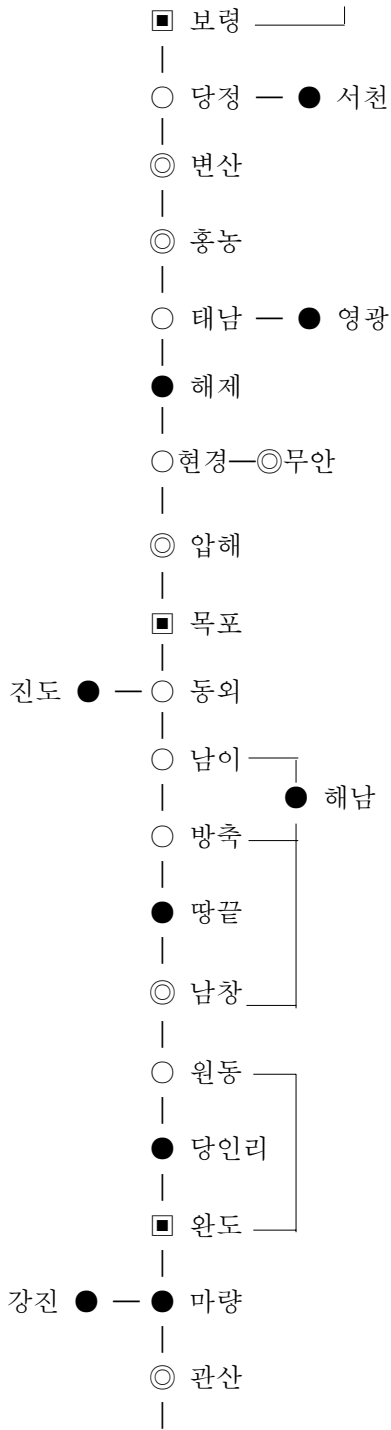 ▣ 보령
○ 당정 — ● 서천
◎ 변산
◎ 홍농
○ 태남 — ● 영광
● 해제
○현경—◎무안
◎ 압해
▣ 목포
진도 ● — ○ 동외
○ 남이
● 해남
○ 방축
● 땅끝
◎ 남창
○ 원동
● 당인리
▣ 완도
강진 ● — ● 마량
◎ 관산